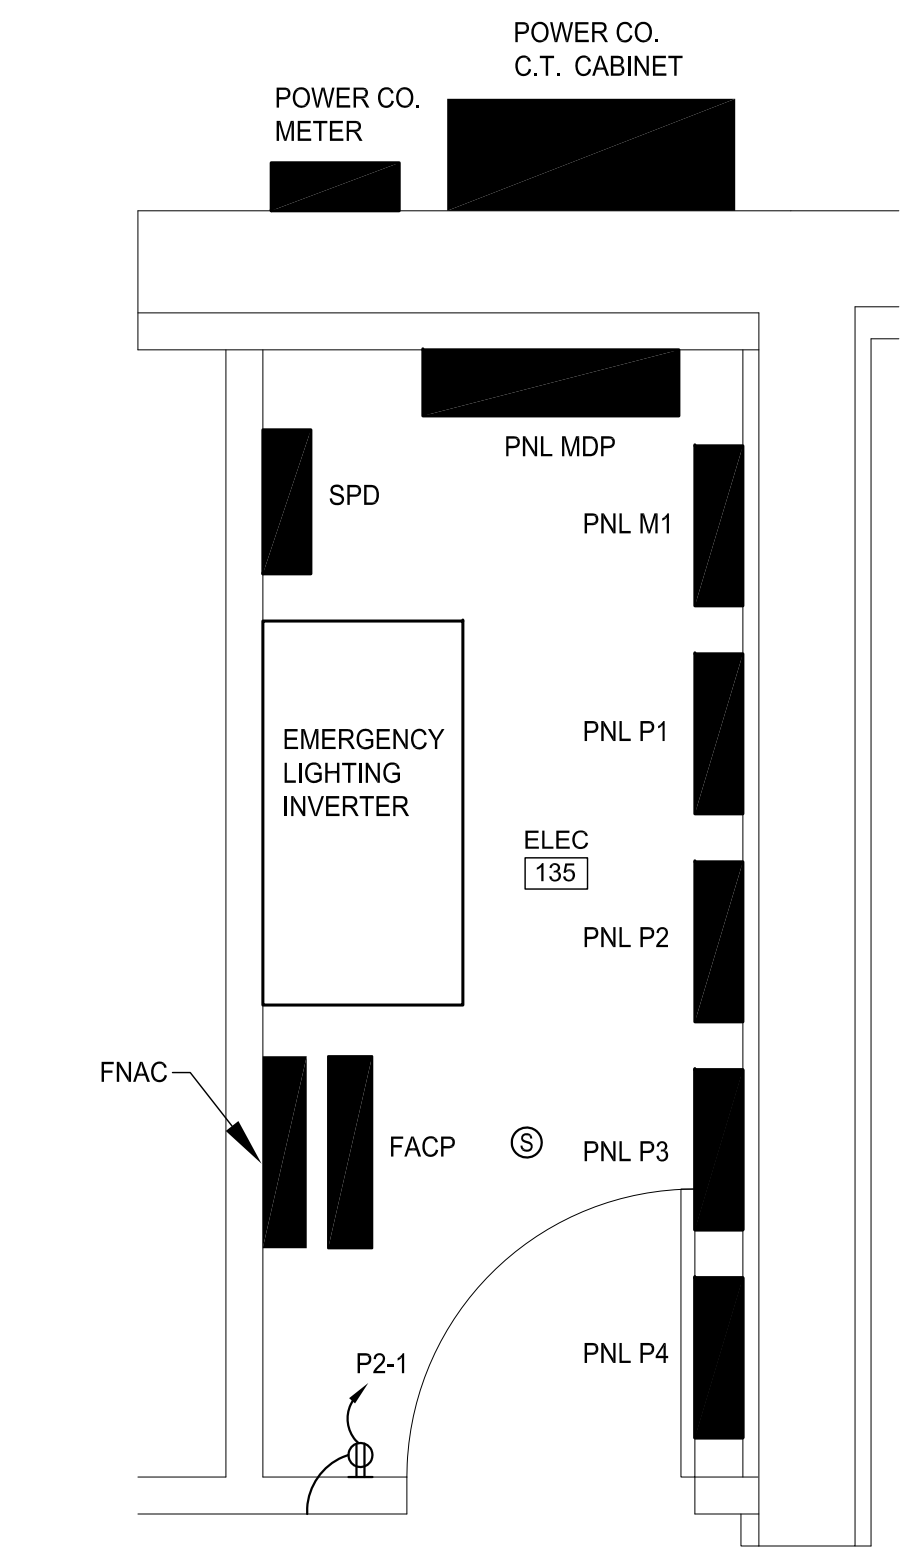 POWER CO.
C.T. CABINET
POWER CO.
METER
PNL MDP
SPD
PNL M1
PNL P1
EMERGENCY
LIGHTING
INVERTER
ELEC
135
PNL P2
FNAC
FACP
S
PNL P3
PNL P4
P2-1